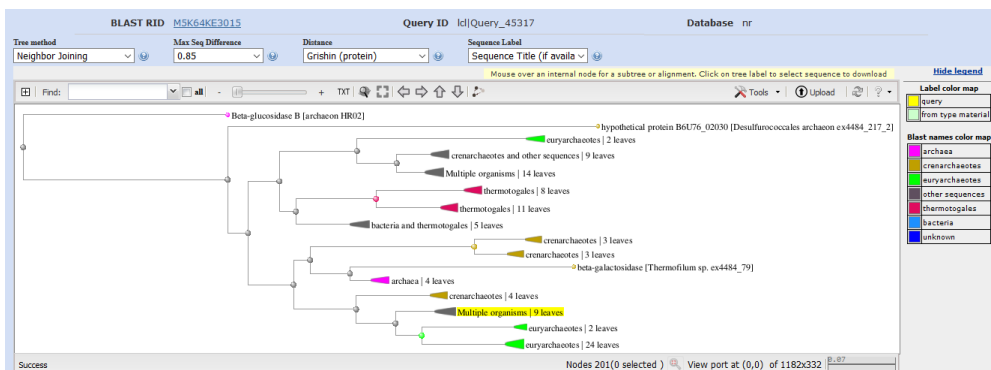 BLAST RID M5K64KE3015 Query ID lcl|Query_45317 Database nr
Tree method Max Seq Difference Distance Sequence Label
Neighbor Joining 0.85 Grishin (protein) Sequence Title (if availa
Mouse over an internal node for a subtree or alignment. Click on tree label to select sequence to download
Hide legend
Find: all - + TXT Tools Upload ?
Label color map
query
from type material
Blast names color map
archaea
crenarchaeotes
euryarchaeotes
other sequences
thermotogales
bacteria
unknown
Beta-glucosidase B [archaeon HR02]
hypothetical protein B6U76_02030 [Desulfurococcales archaeon ex4484_217_2]
euryarchaeotes | 2 leaves
crenarchaeotes and other sequences | 9 leaves
Multiple organisms | 14 leaves
thermotogales | 8 leaves
thermotogales | 11 leaves
bacteria and thermotogales | 5 leaves
crenarchaeotes | 3 leaves
crenarchaeotes | 3 leaves
beta-galactosidase [Thermofilum sp. ex4484_79]
archaea | 4 leaves
crenarchaeotes | 4 leaves
Multiple organisms | 9 leaves
euryarchaeotes | 2 leaves
euryarchaeotes | 24 leaves
Success Nodes 201(0 selected ) View port at (0,0) of 1182x332 0.07